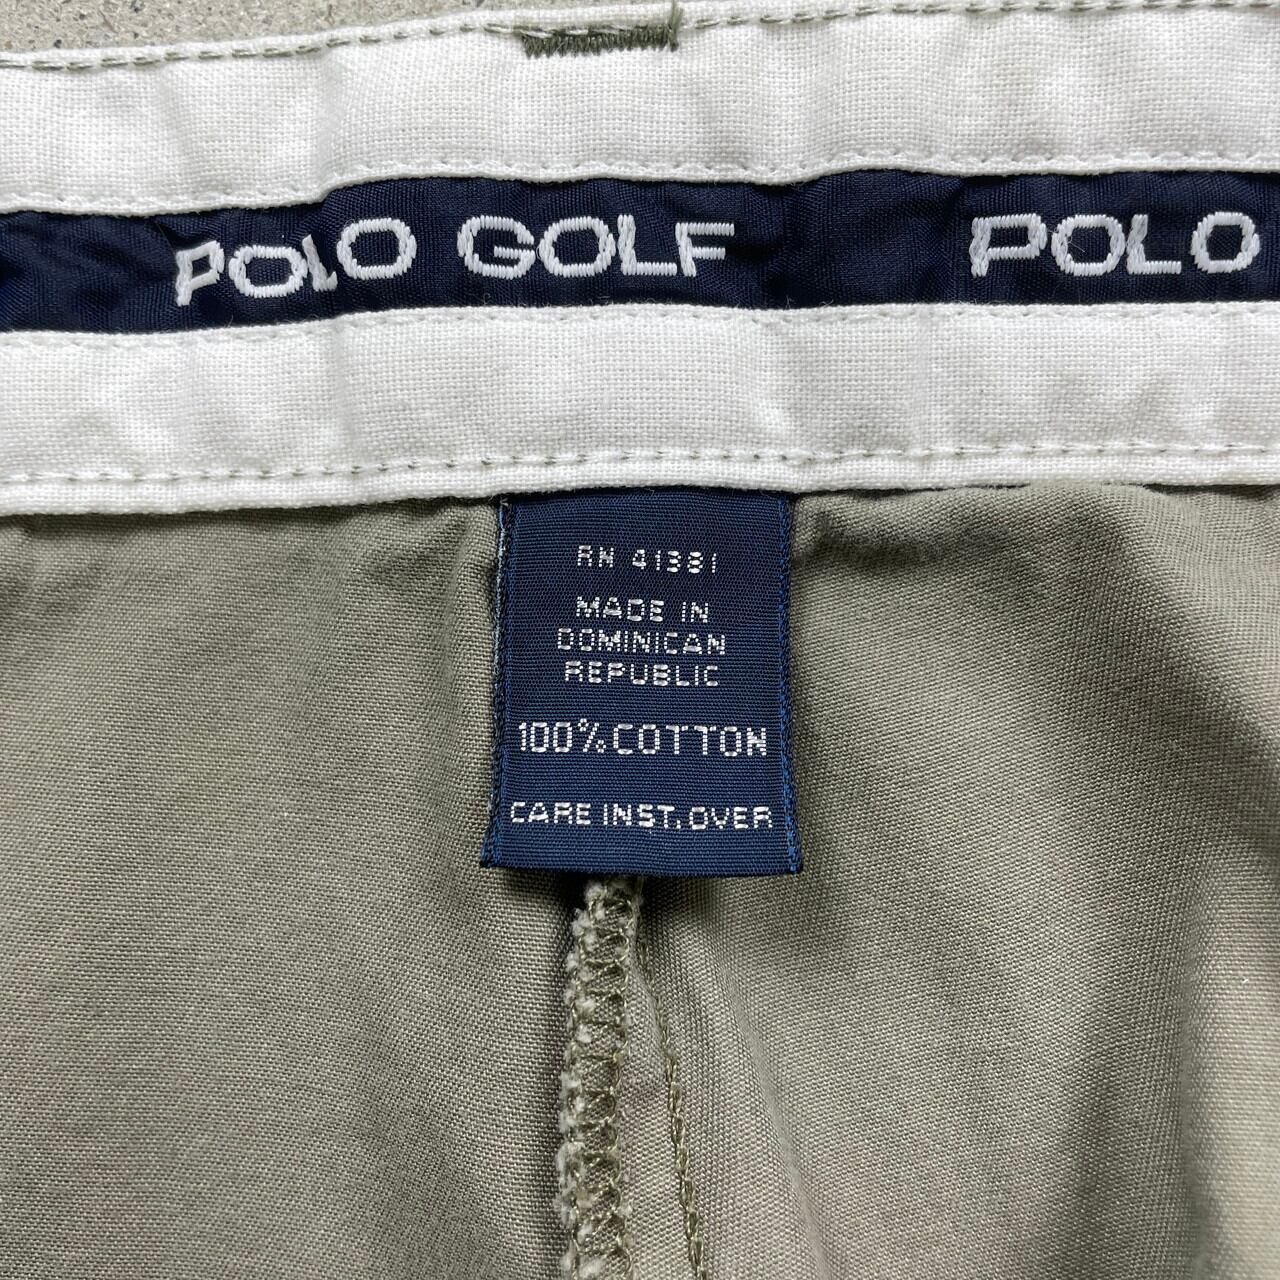 POLO GOLF POLO
RN 41381
MADE IN
DOMINICAN
REPUBLIC
100% COTTON
CARE INST. OVER